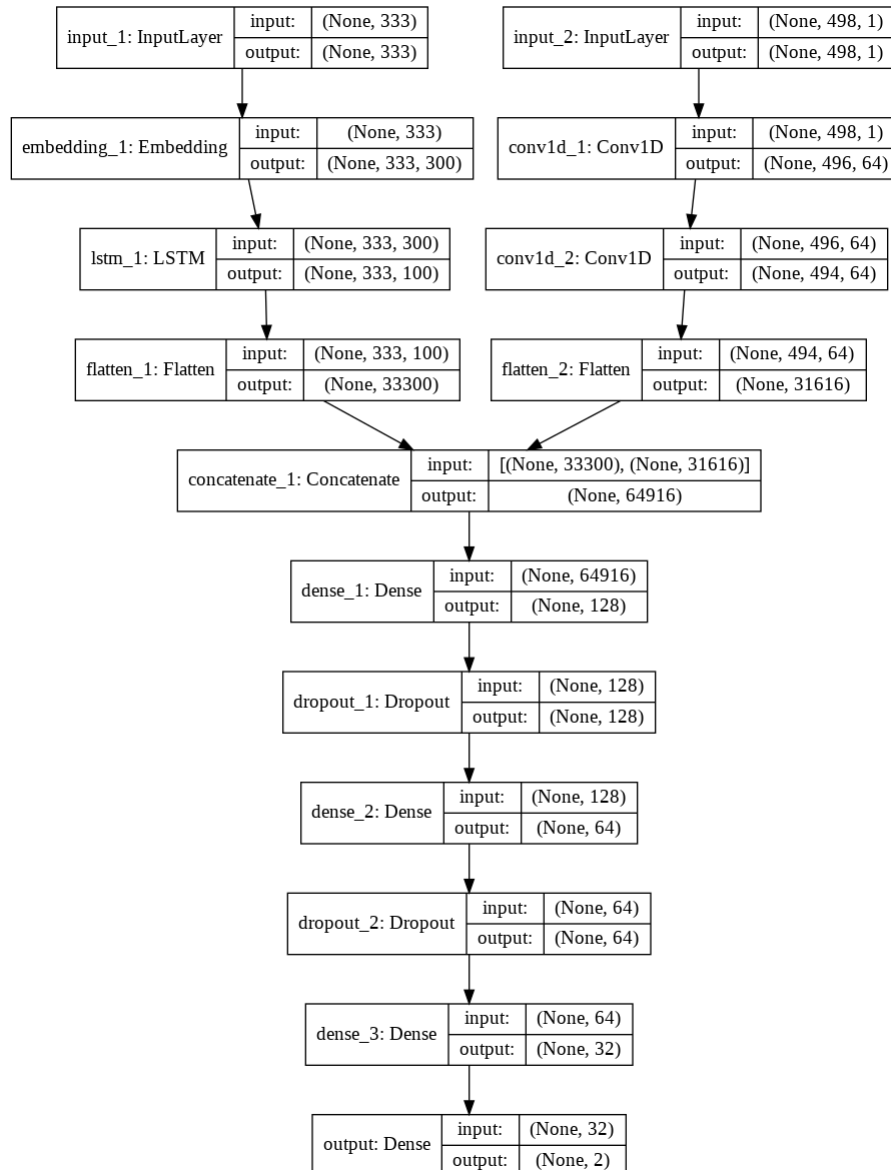 input_1: InputLayer
input:
(None, 333)
output:
(None, 333)
input_2: InputLayer
input:
(None, 498, 1)
output:
(None, 498, 1)
embedding_1: Embedding
input:
(None, 333)
output:
(None, 333, 300)
conv1d_1: Conv1D
input:
(None, 498, 1)
output:
(None, 496, 64)
lstm_1: LSTM
input:
(None, 333, 300)
output:
(None, 333, 100)
conv1d_2: Conv1D
input:
(None, 496, 64)
output:
(None, 494, 64)
flatten_1: Flatten
input:
(None, 333, 100)
output:
(None, 33300)
flatten_2: Flatten
input:
(None, 494, 64)
output:
(None, 31616)
concatenate_1: Concatenate
input:
[(None, 33300), (None, 31616)]
output:
(None, 64916)
dense_1: Dense
input:
(None, 64916)
output:
(None, 128)
dropout_1: Dropout
input:
(None, 128)
output:
(None, 128)
dense_2: Dense
input:
(None, 128)
output:
(None, 64)
dropout_2: Dropout
input:
(None, 64)
output:
(None, 64)
dense_3: Dense
input:
(None, 64)
output:
(None, 32)
output: Dense
input:
(None, 32)
output:
(None, 2)